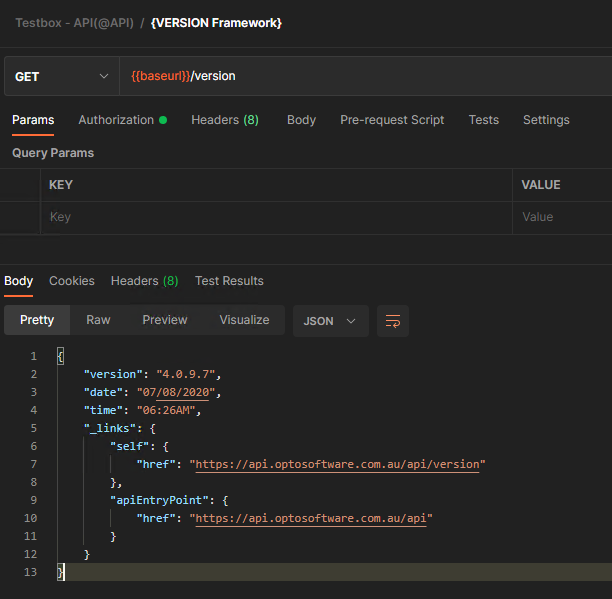 Testbox - API(@API) / {VERSION Framework}
GET {{baseurl}}/version
Params Authorization Headers (8) Body Pre-request Script Tests Settings
Query Params
KEY VALUE
Key Value
Body Cookies Headers (8) Test Results
Pretty Raw Preview Visualize JSON
1 {
2 "version": "4.0.9.7",
3 "date": "07/08/2020",
4 "time": "06:26AM",
5 "_links": {
6 "self": {
7 "href": "https://api.optosoftware.com.au/api/version"
8 },
9 "apiEntryPoint": {
10 "href": "https://api.optosoftware.com.au/api"
11 }
12 }
13 }